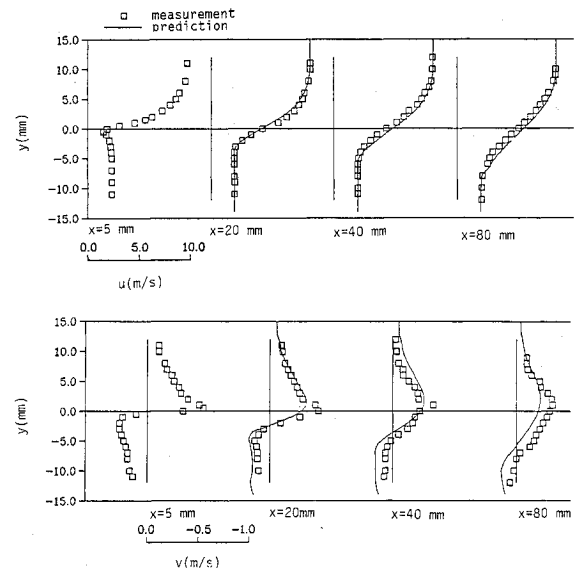 measurement
prediction
15.0
10.0
5.0
0.0
-5.0
-10.0
-15.0
y(mm)
x=5 mm
x=20 mm
x=40 mm
x=80 mm
0.0 5.0 10.0
u(m/s)
15.0
10.0
5.0
0.0
-5.0
-10.0
-15.0
y(mm)
x=5 mm
x=20mm
x=40 mm
x=80 mm
0.0 -0.5 -1.0
v(m/s)